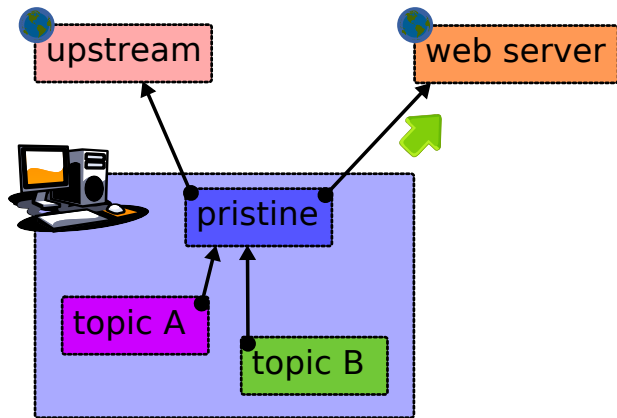 upstream
web server
pristine
topic A
topic B